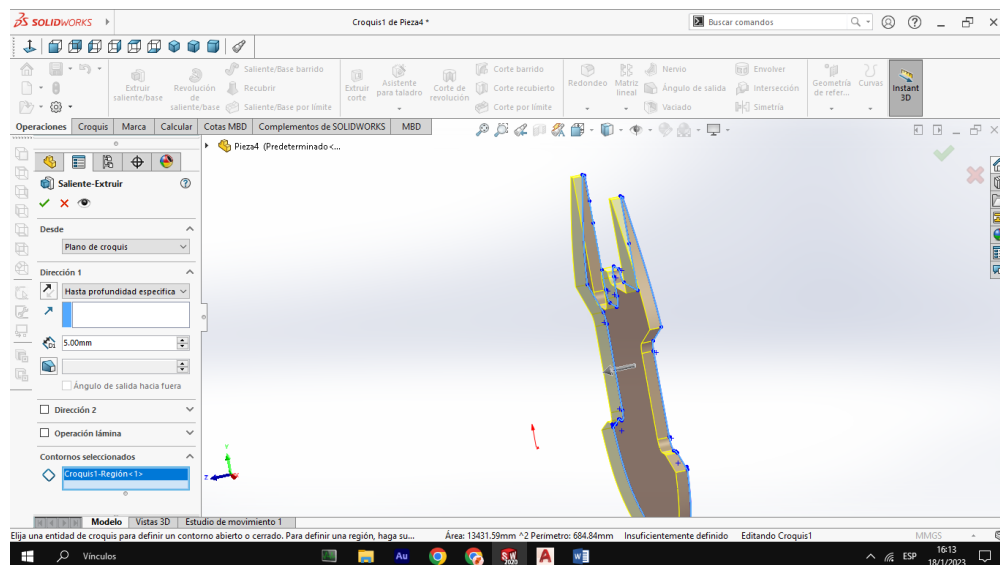 SOLIDWORKS
Croquis1 de Pieza4 *
Buscar comandos
Extruir saliente/base
Revolución de saliente/base
Saliente/Base barrido
Recubrir
Saliente/Base por límite
Extruir corte
Asistente para taladro
Corte de revolución
Corte barrido
Corte recubierto
Corte por límite
Redondeo
Matriz lineal
Nervio
Ángulo de salida
Vaciado
Envolver
Intersección
Simetría
Geometría de refer...
Curvas
Instant 3D
Operaciones Croquis Marca Calcular Cotas MBD Complementos de SOLIDWORKS MBD
Pieza4 (Predeterminado<...
Saliente-Extruir
Desde
Plano de croquis
Dirección 1
Hasta profundidad especifica
D1
5.00mm
Ángulo de salida hacia fuera
Dirección 2
Operación lámina
Contornos seleccionados
Croquis1-Región<1>
Y
Z
Modelo Vistas 3D Estudio de movimiento 1
Elija una entidad de croquis para definir un contorno abierto o cerrado. Para definir una región, haga su... Área: 13431.59mm ^2 Perímetro: 684.84mm Insuficientemente definido Editando Croquis1 MMGS
Vínculos
Au
SW 2020
A
W
ESP
16:13
18/1/2023